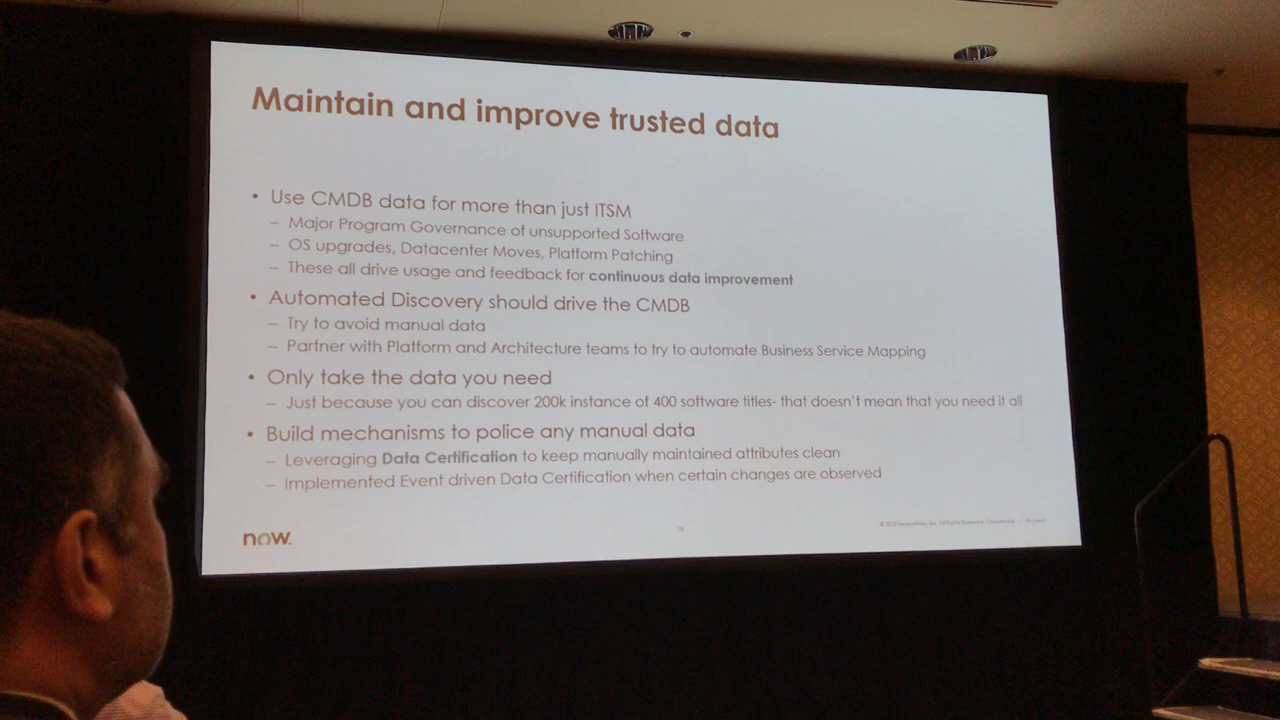 Maintain and improve trusted data
• Use CMDB data for more than just ITSM
– Major Program Governance of unsupported Software
– OS upgrades, Datacenter Moves, Platform Patching
– These all drive usage and feedback for continuous data improvement
• Automated Discovery should drive the CMDB
– Try to avoid manual data
– Partner with Platform and Architecture teams to try to automate Business Service Mapping
• Only take the data you need
– Just because you can discover 200k instance of 400 software titles- that doesn't mean that you need it all
• Build mechanisms to police any manual data
– Leveraging Data Certification to keep manually maintained attributes clean
– Implemented Event driven Data Certification when certain changes are observed
now.